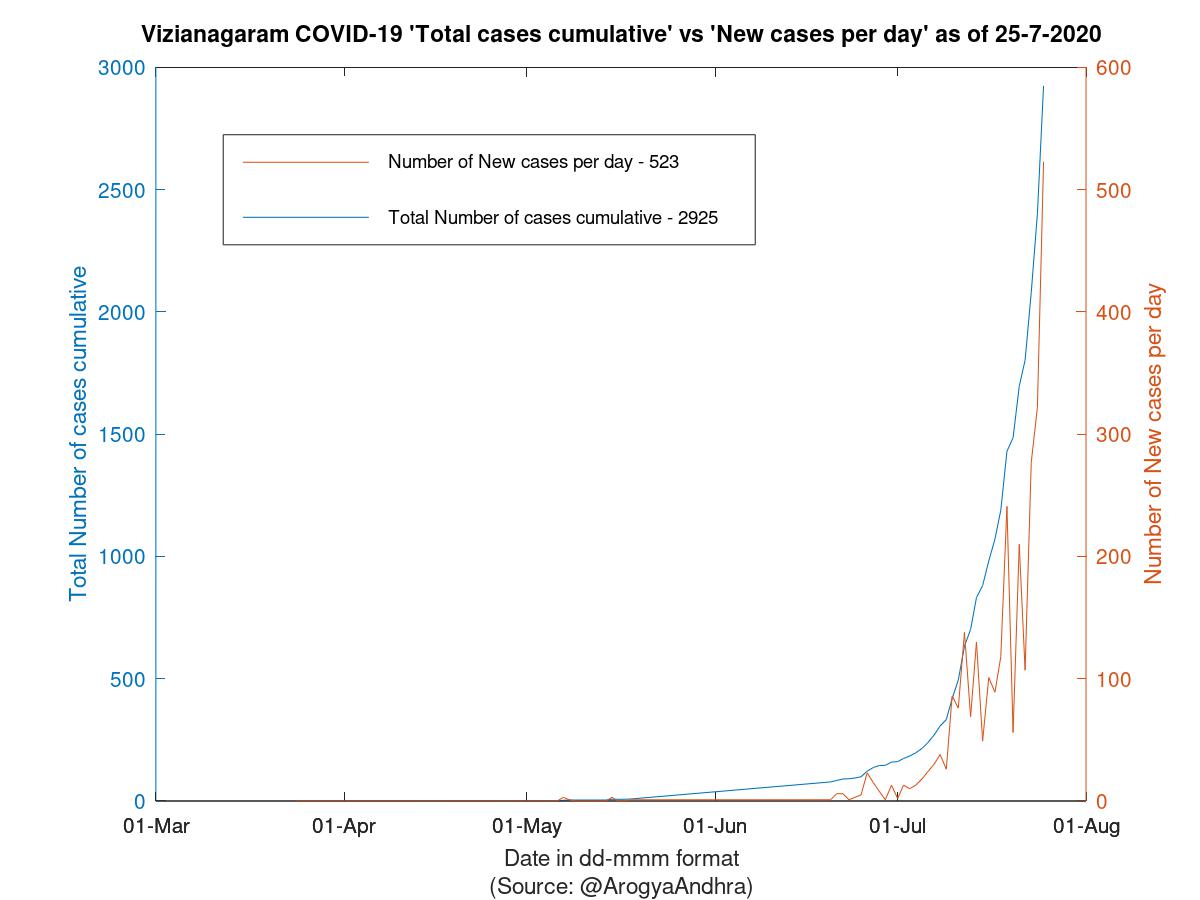 Vizianagaram COVID-19 'Total cases cumulative' vs 'New cases per day' as of 25-7-2020
3000
2500
2000
1500
1000
500
0
Total Number of cases cumulative
600
500
400
300
200
100
0
Number of New cases per day
Number of New cases per day - 523
Total Number of cases cumulative - 2925
01-Mar 01-Apr 01-May 01-Jun 01-Jul 01-Aug
Date in dd-mmm format
(Source: @ArogyaAndhra)